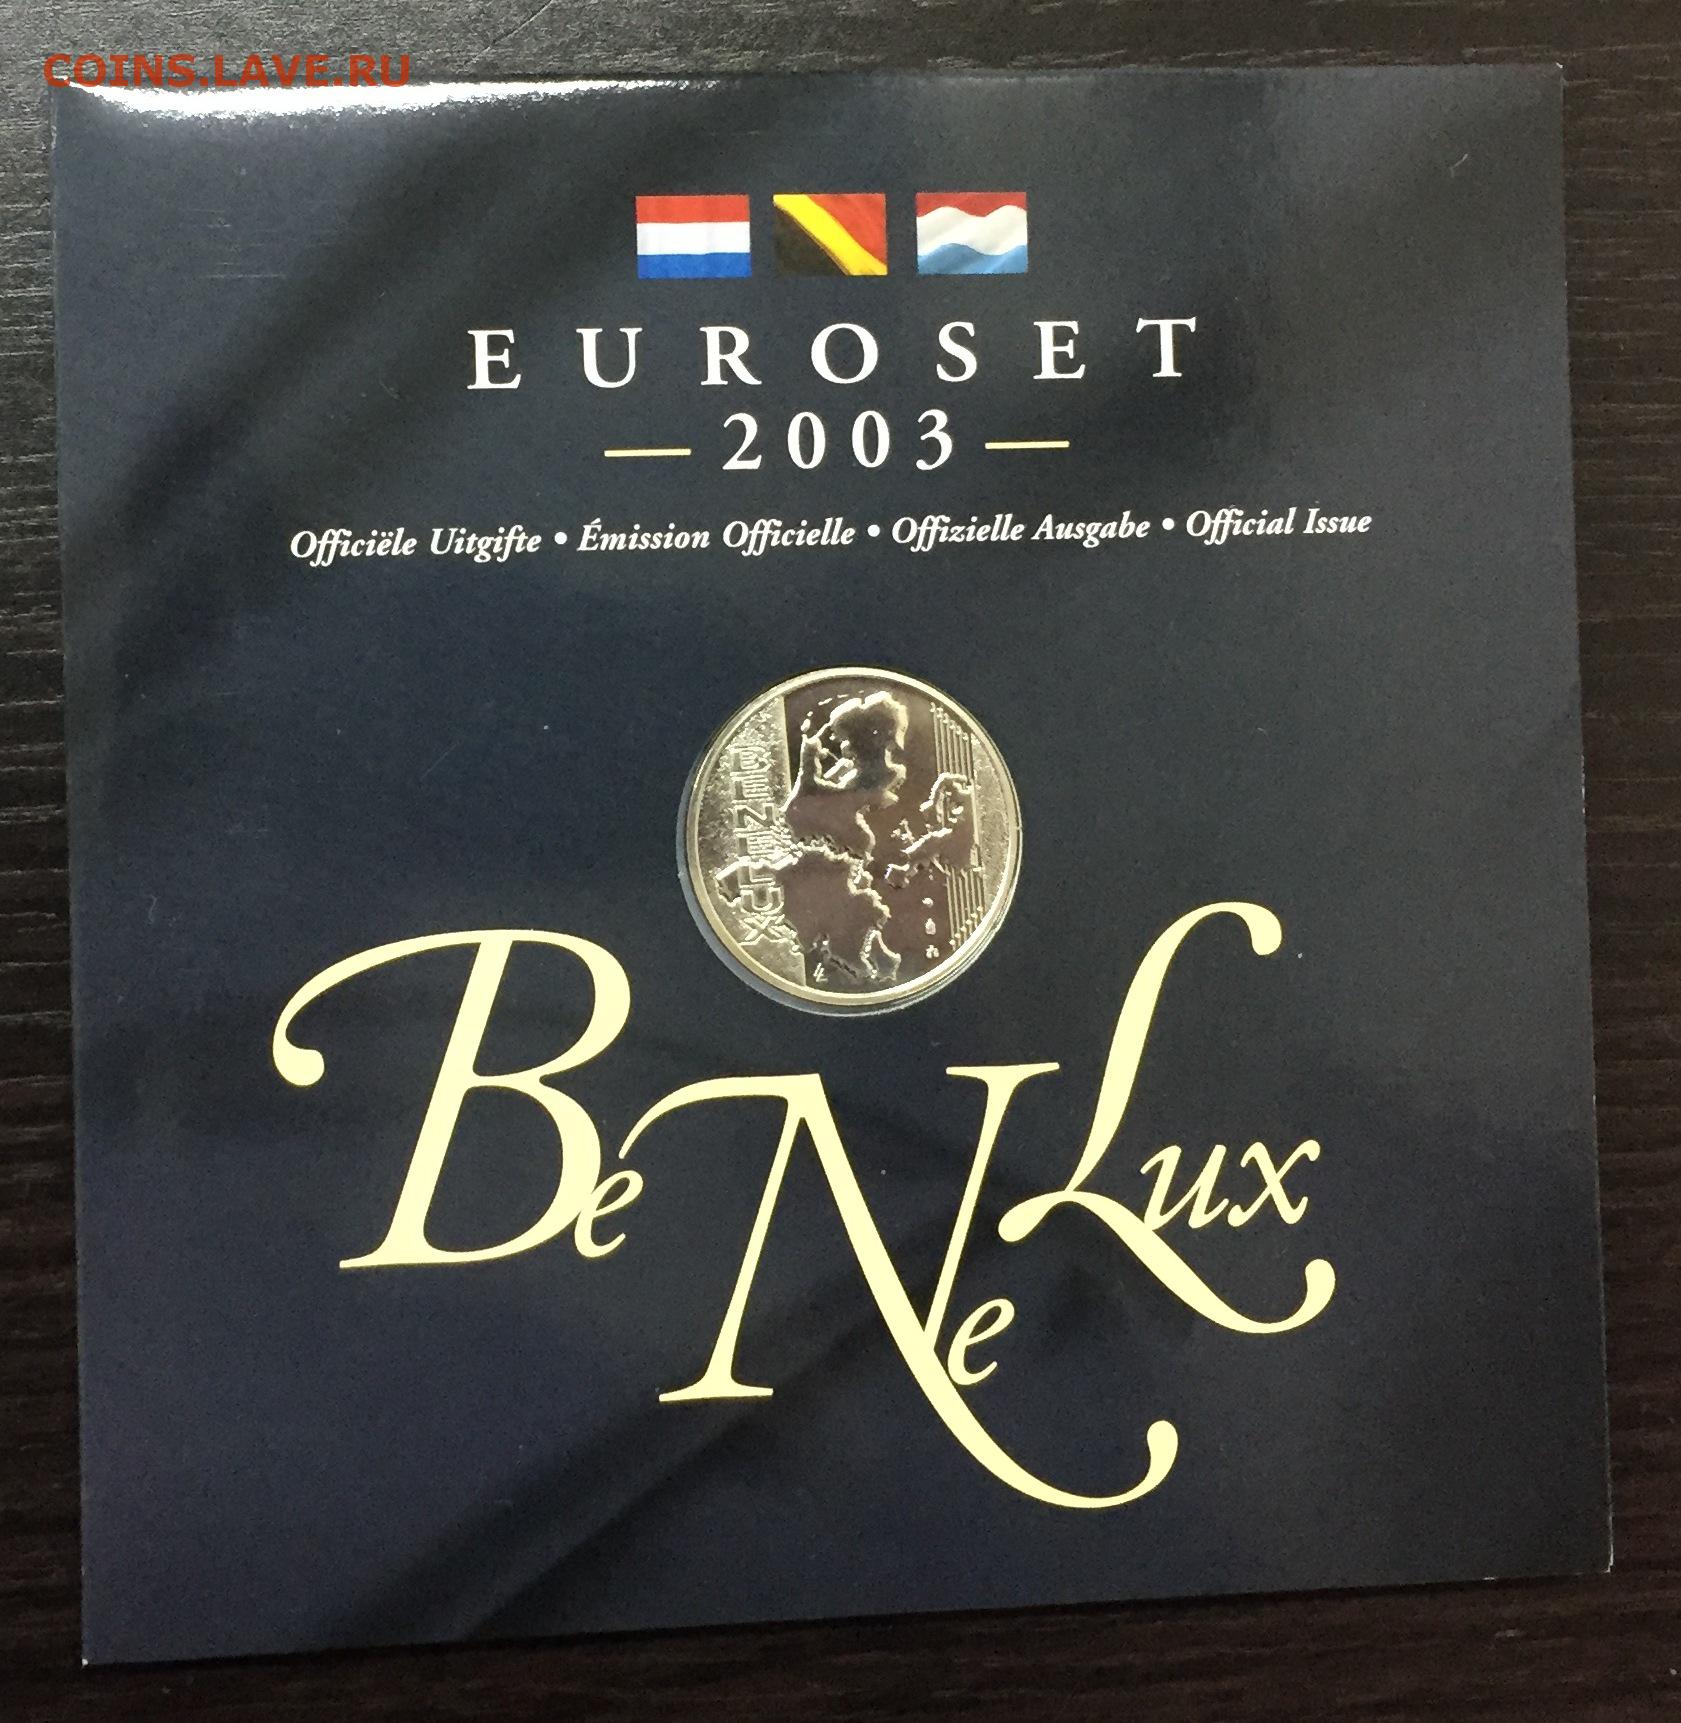 COINS.LAVE.RU
EUROSET
— 2003 —
Officiële Uitgifte • Émission Officielle • Offizielle Ausgabe • Official Issue
BENELUX
BeNeLux